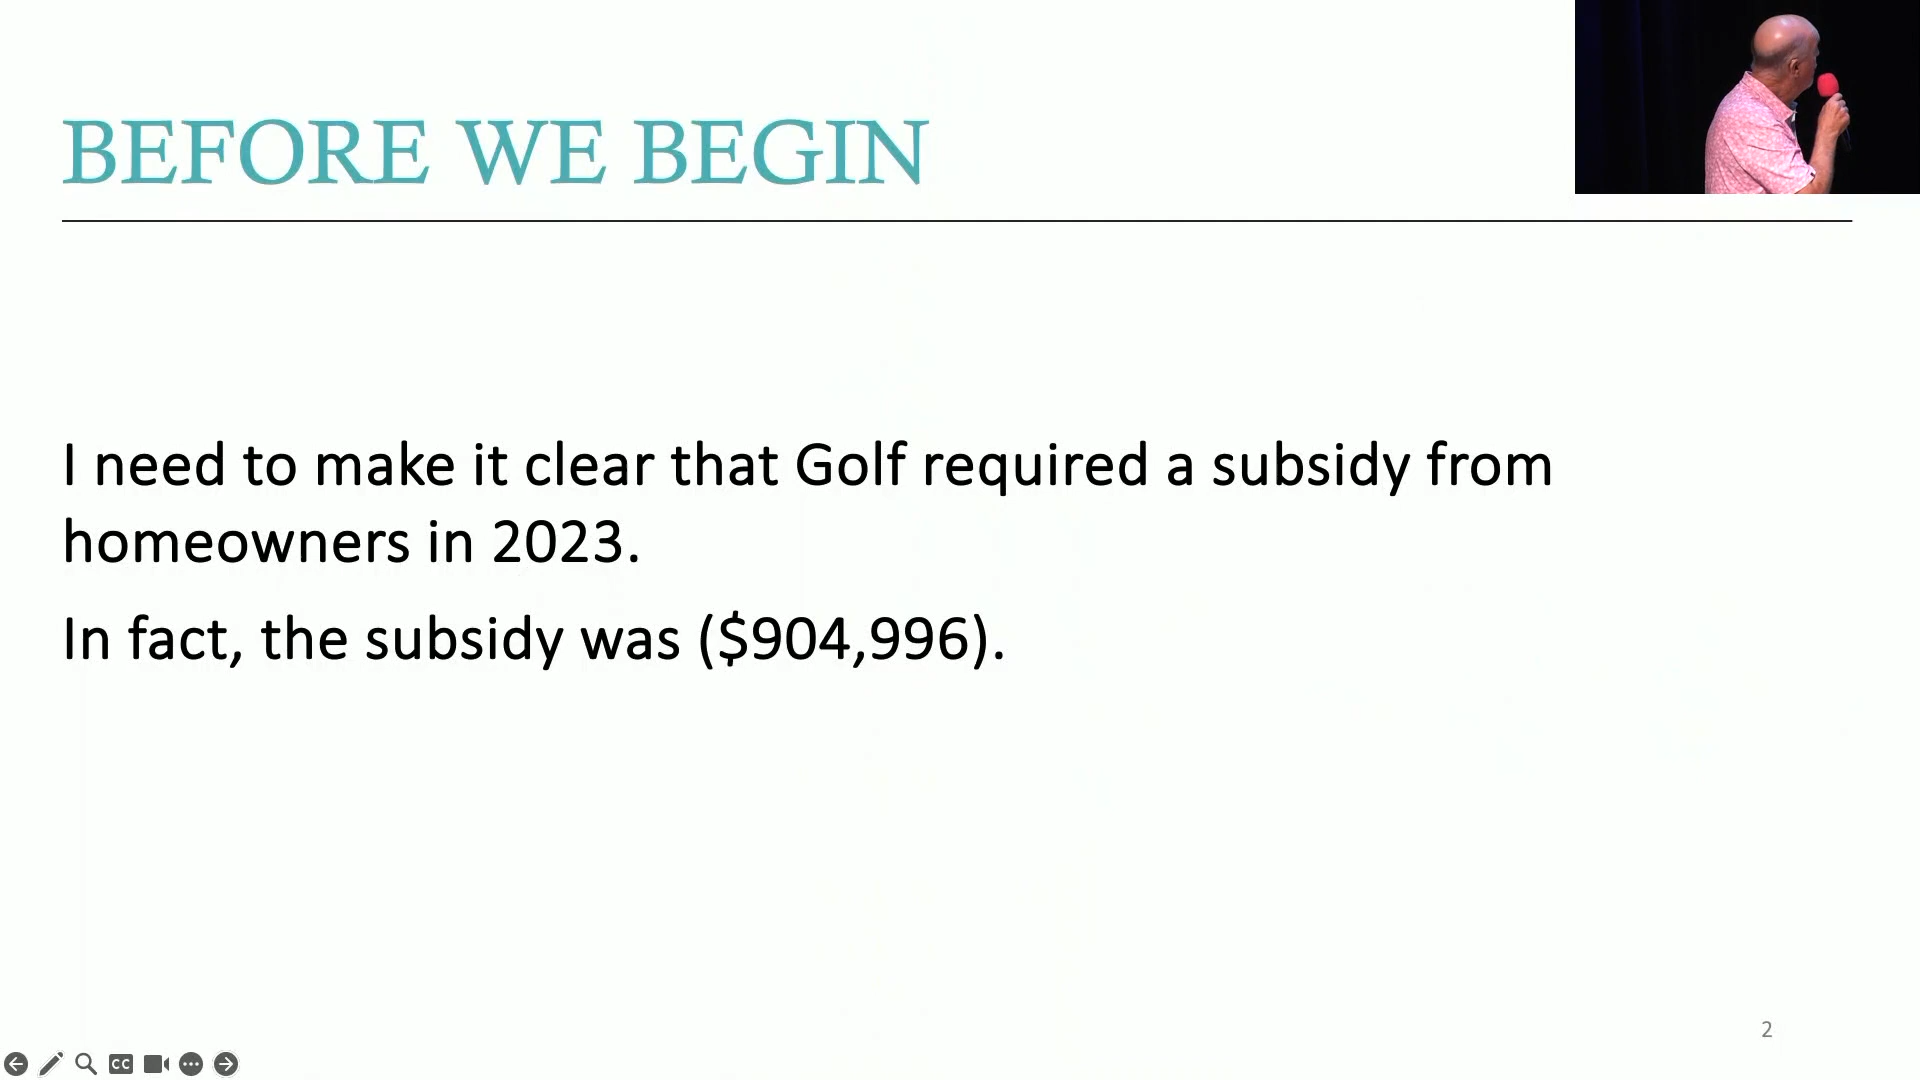 BEFORE WE BEGIN
I need to make it clear that Golf required a subsidy from
homeowners in 2023.
In fact, the subsidy was ($904,996).
2
CC